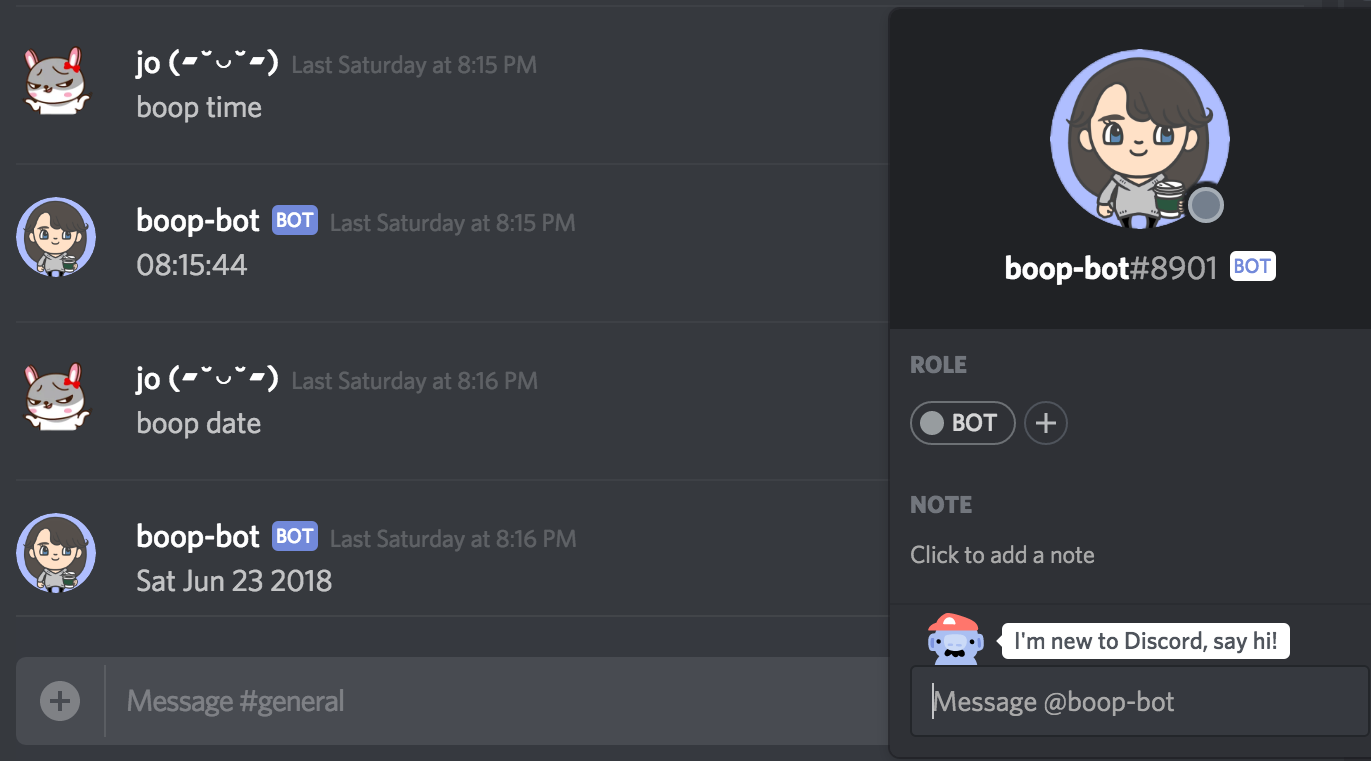 jo (▰˘◡˘▰) Last Saturday at 8:15 PM
boop time
boop-bot BOT Last Saturday at 8:15 PM
08:15:44
jo (▰˘◡˘▰) Last Saturday at 8:16 PM
boop date
boop-bot BOT Last Saturday at 8:16 PM
Sat Jun 23 2018
Message #general
boop-bot#8901 BOT
ROLE
BOT
NOTE
Click to add a note
I'm new to Discord, say hi!
Message @boop-bot